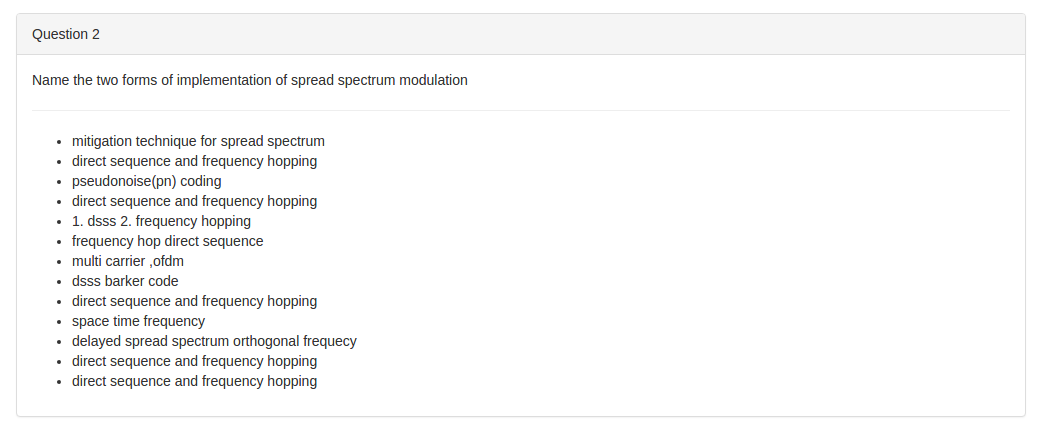 Question 2
Name the two forms of implementation of spread spectrum modulation
mitigation technique for spread spectrum
direct sequence and frequency hopping
pseudonoise(pn) coding
direct sequence and frequency hopping
1. dsss 2. frequency hopping
frequency hop direct sequence
multi carrier ,ofdm
dsss barker code
direct sequence and frequency hopping
space time frequency
delayed spread spectrum orthogonal frequecy
direct sequence and frequency hopping
direct sequence and frequency hopping